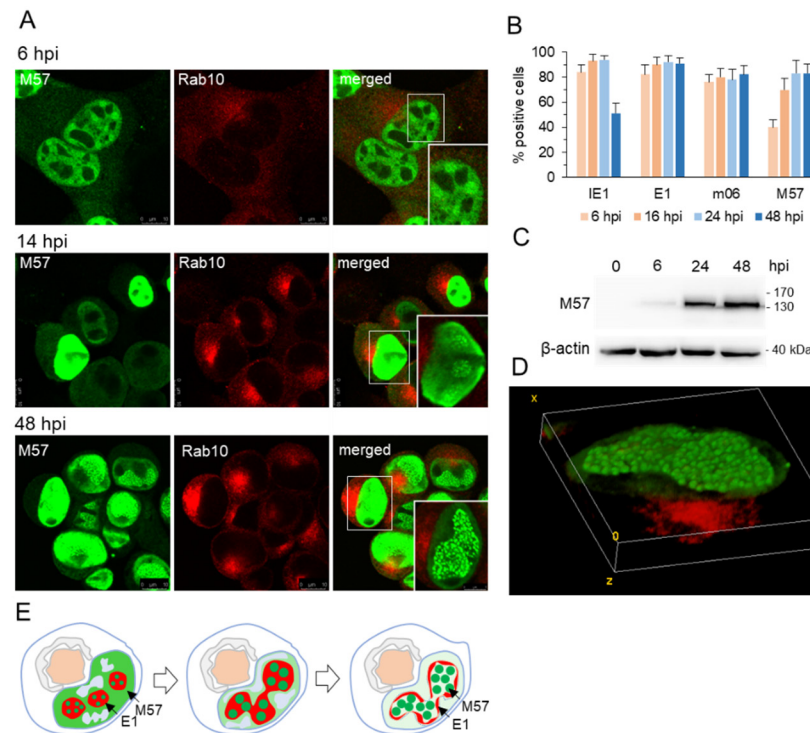 A
6 hpi
M57 Rab10 merged
14 hpi
M57 Rab10 merged
48 hpi
M57 Rab10 merged
B
% positive cells
100
80
60
40
20
0
IE1 E1 m06 M57
6 hpi 16 hpi 24 hpi 48 hpi
C
0 6 24 48 hpi
M57
- 170
- 130
β-actin
- 40 kDa
D
x
0
z
E
M57
E1
M57
E1